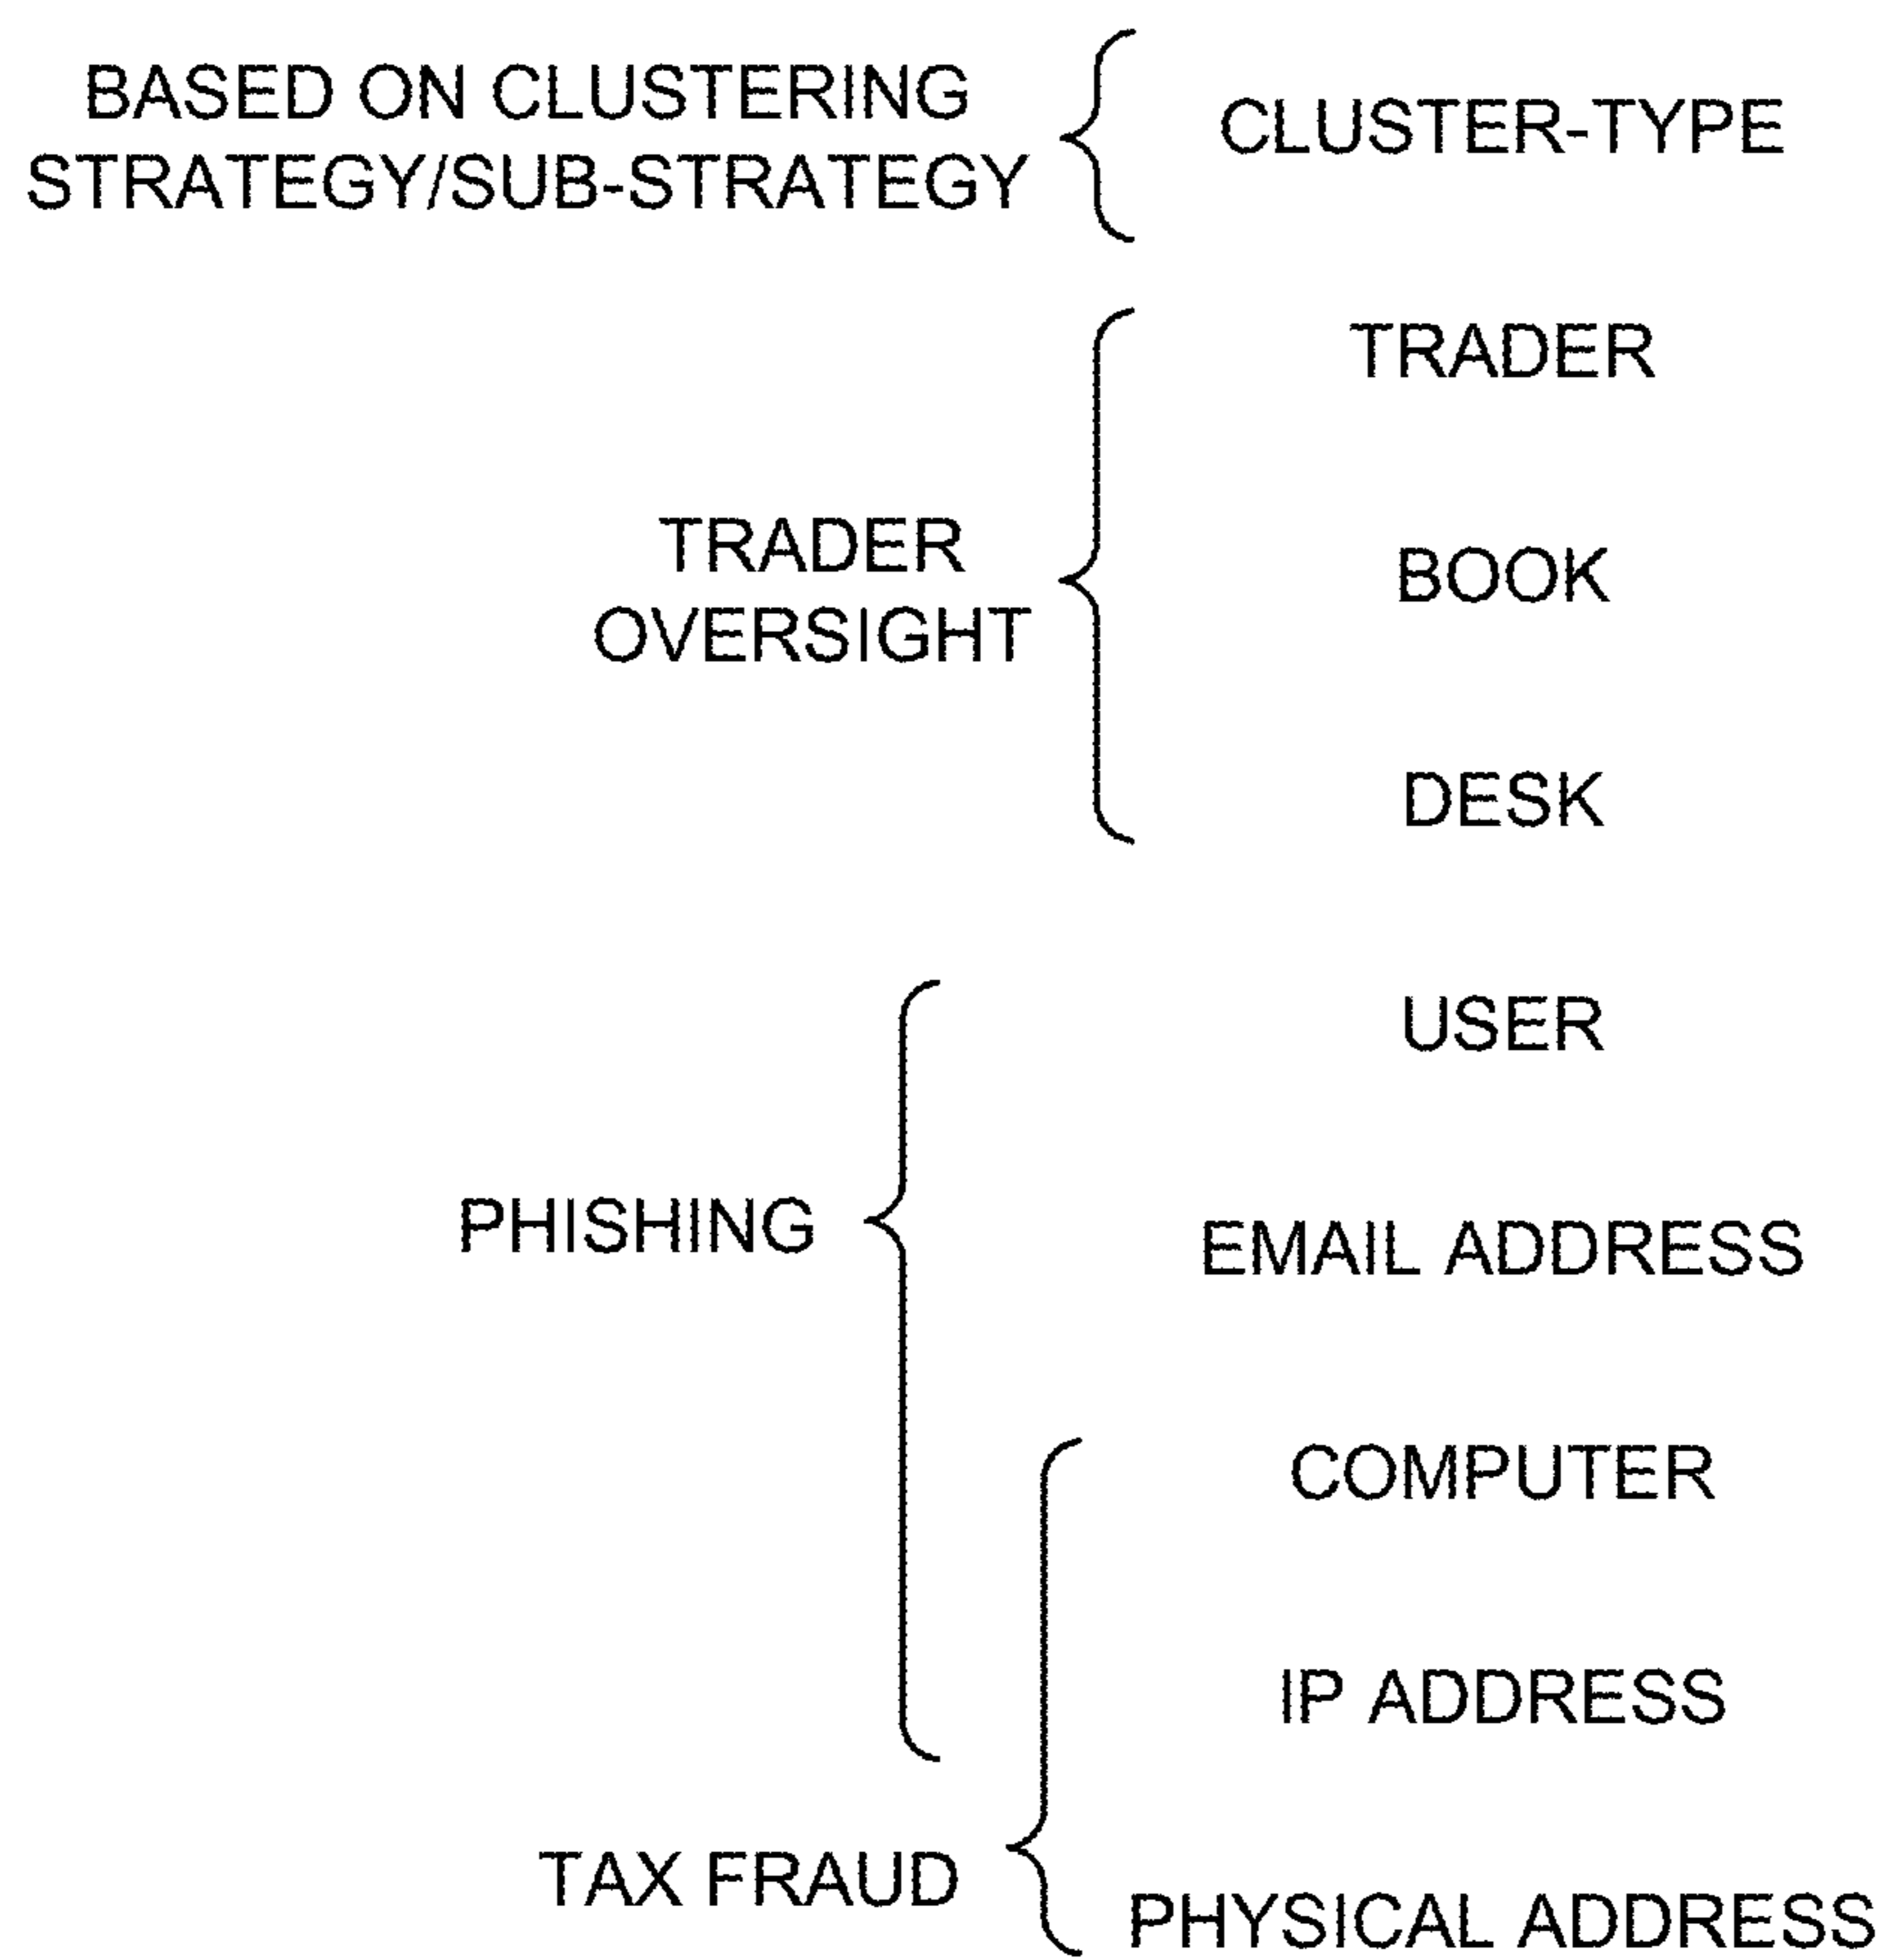 BASED ON CLUSTERING
STRATEGY/SUB-STRATEGY
CLUSTER-TYPE
TRADER
OVERSIGHT
TRADER
BOOK
DESK
PHISHING
USER
EMAIL ADDRESS
COMPUTER
IP ADDRESS
TAX FRAUD
PHYSICAL ADDRESS